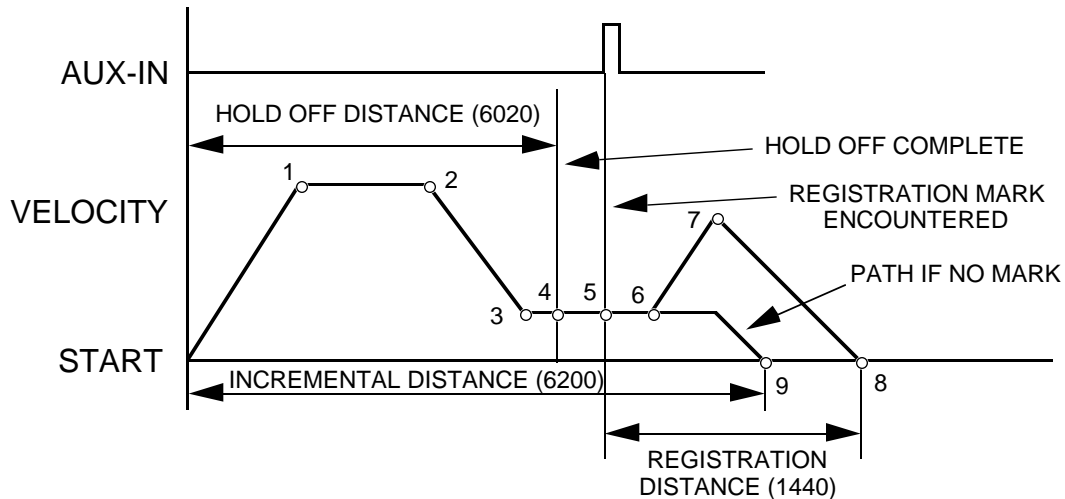 AUX-IN
HOLD OFF DISTANCE (6020)
HOLD OFF COMPLETE
1
2
REGISTRATION MARK
ENCOUNTERED
VELOCITY
7
3
4
5
6
PATH IF NO MARK
START
INCREMENTAL DISTANCE (6200)
9
8
REGISTRATION
DISTANCE (1440)